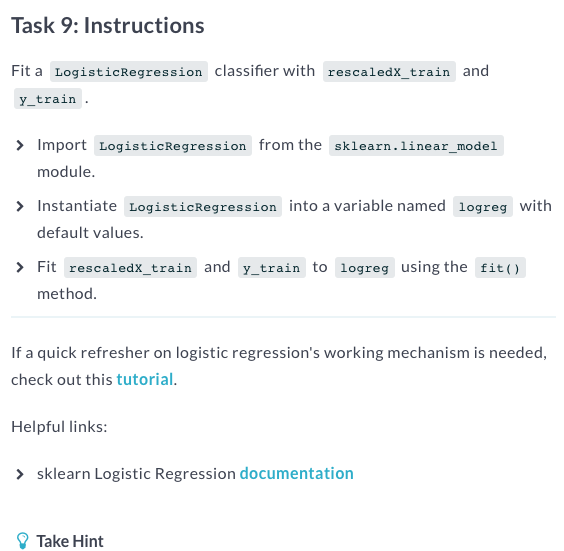 Task 9: Instructions
Fit a LogisticRegression classifier with rescaledX_train and
y_train .
Import LogisticRegression from the sklearn.linear_model
module.
Instantiate LogisticRegression into a variable named logreg with
default values.
Fit rescaledX_train and y_train to logreg using the fit()
method.
If a quick refresher on logistic regression's working mechanism is needed,
check out this tutorial.
Helpful links:
sklearn Logistic Regression documentation
Take Hint